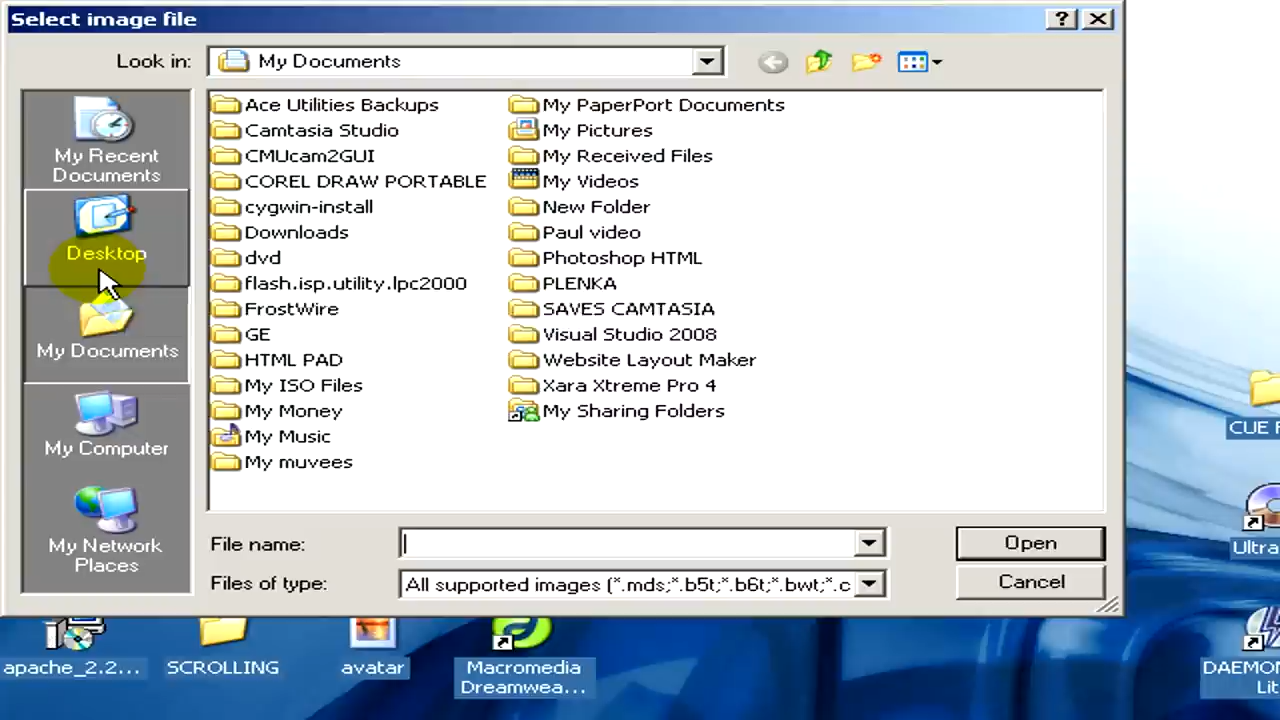 Select image file
Look in:
My Documents
My Recent
Documents
Desktop
My Documents
My Computer
My Network
Places
Ace Utilities Backups
Camtasia Studio
CMUcam2GUI
COREL DRAW PORTABLE
cygwin-install
Downloads
dvd
flash.isp.utility.lpc2000
FrostWire
GE
HTML PAD
My ISO Files
My Money
My Music
My muvees
My PaperPort Documents
My Pictures
My Received Files
My Videos
New Folder
Paul video
Photoshop HTML
PLENKA
SAVES CAMTASIA
Visual Studio 2008
Website Layout Maker
Xara Xtreme Pro 4
My Sharing Folders
File name:
Open
Files of type:
All supported images (*.mds;*.b5t;*.b6t;*.bwt;*.c
Cancel
CUE F
Ultra
apache_2.2...
SCROLLING
avatar
Macromedia
Dreamwea...
DAEMON
Lit